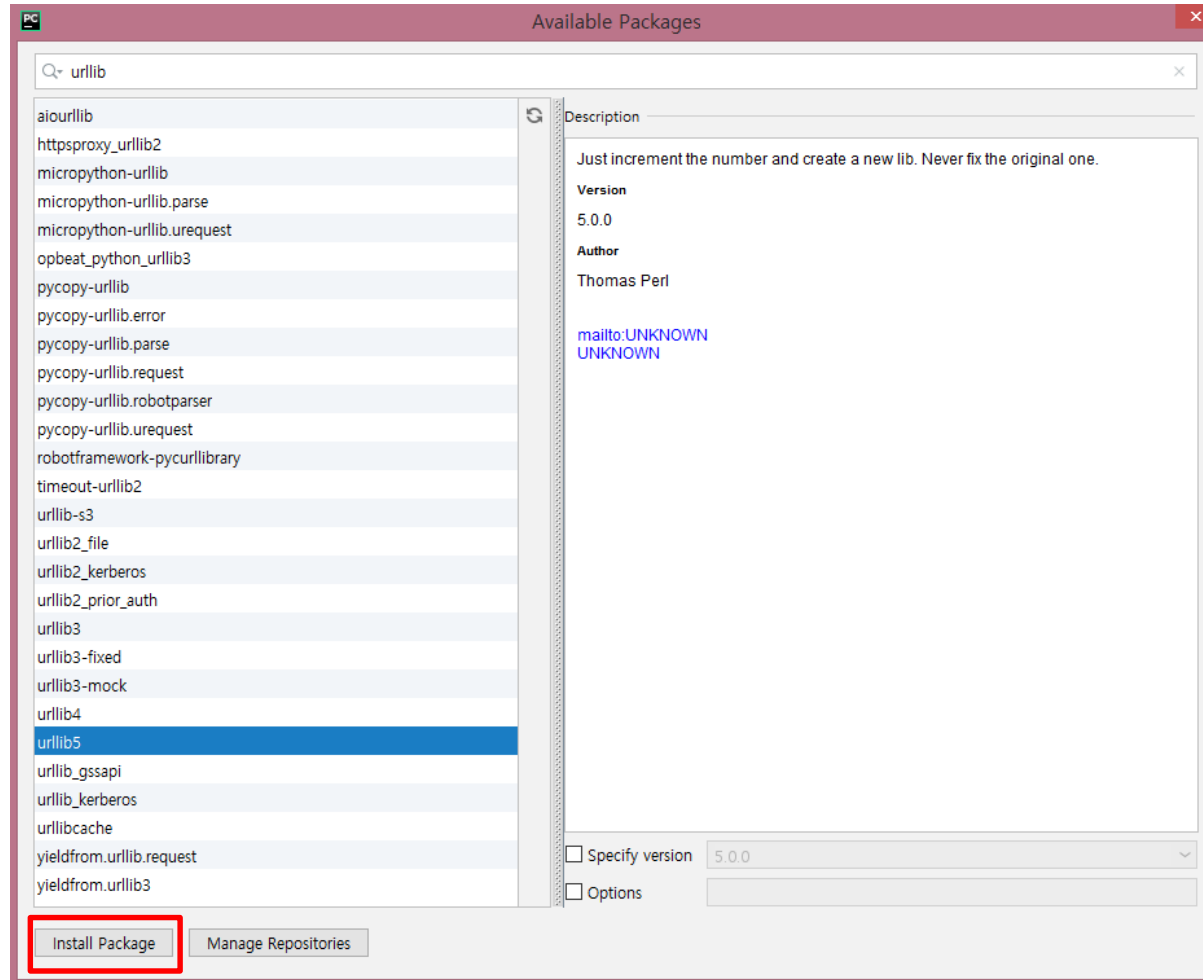 PC
Available Packages
urllib
aiourllib
httpsproxy_urllib2
micropython-urllib
micropython-urllib.parse
micropython-urllib.urequest
opbeat_python_urllib3
pycopy-urllib
pycopy-urllib.error
pycopy-urllib.parse
pycopy-urllib.request
pycopy-urllib.robotparser
pycopy-urllib.urequest
robotframework-pycurllibrary
timeout-urllib2
urllib-s3
urllib2_file
urllib2_kerberos
urllib2_prior_auth
urllib3
urllib3-fixed
urllib3-mock
urllib4
urllib5
urllib_gssapi
urllib_kerberos
urllibcache
yieldfrom.urllib.request
yieldfrom.urllib3
Description
Just increment the number and create a new lib. Never fix the original one.
Version
5.0.0
Author
Thomas Perl
mailto:UNKNOWN
UNKNOWN
Specify version 5.0.0
Options
Install Package Manage Repositories